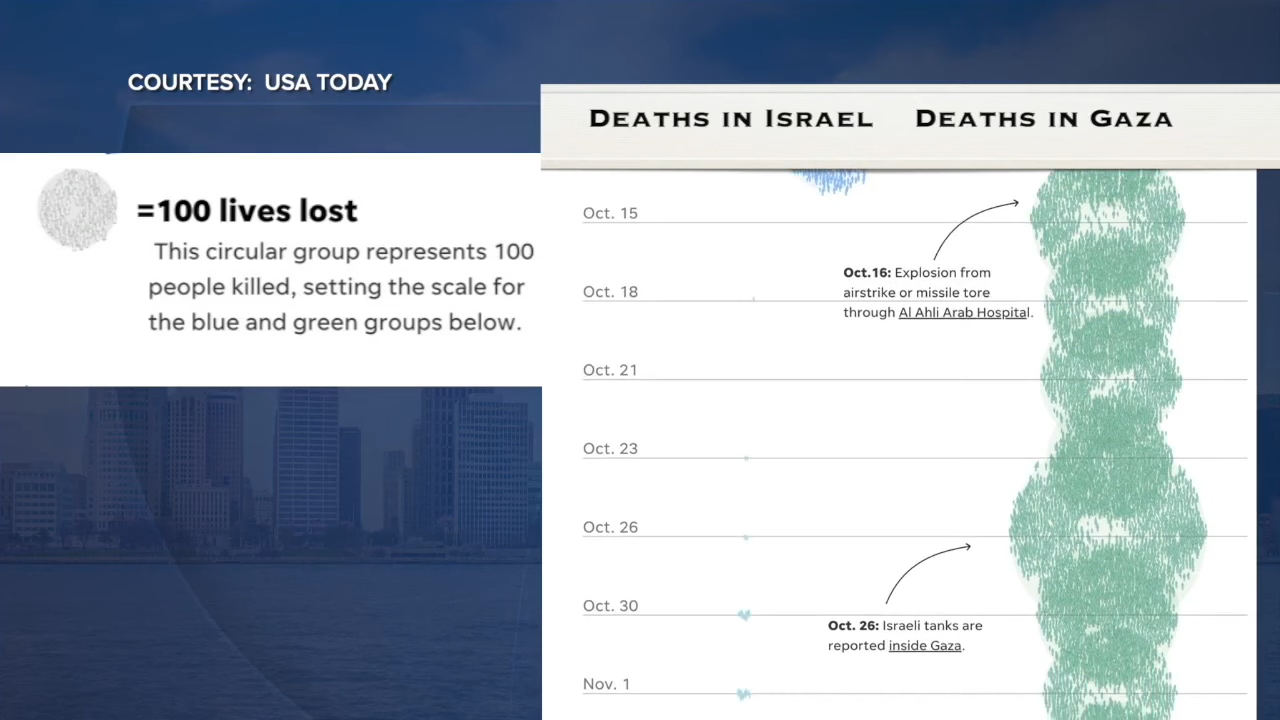 COURTESY: USA TODAY
=100 lives lost
This circular group represents 100
people killed, setting the scale for
the blue and green groups below.
DEATHS IN ISRAEL
DEATHS IN GAZA
Oct. 15
Oct.16: Explosion from
airstrike or missile tore
through Al Ahli Arab Hospital.
Oct. 18
Oct. 21
Oct. 23
Oct. 26
Oct. 30
Oct. 26: Israeli tanks are
reported inside Gaza.
Nov. 1